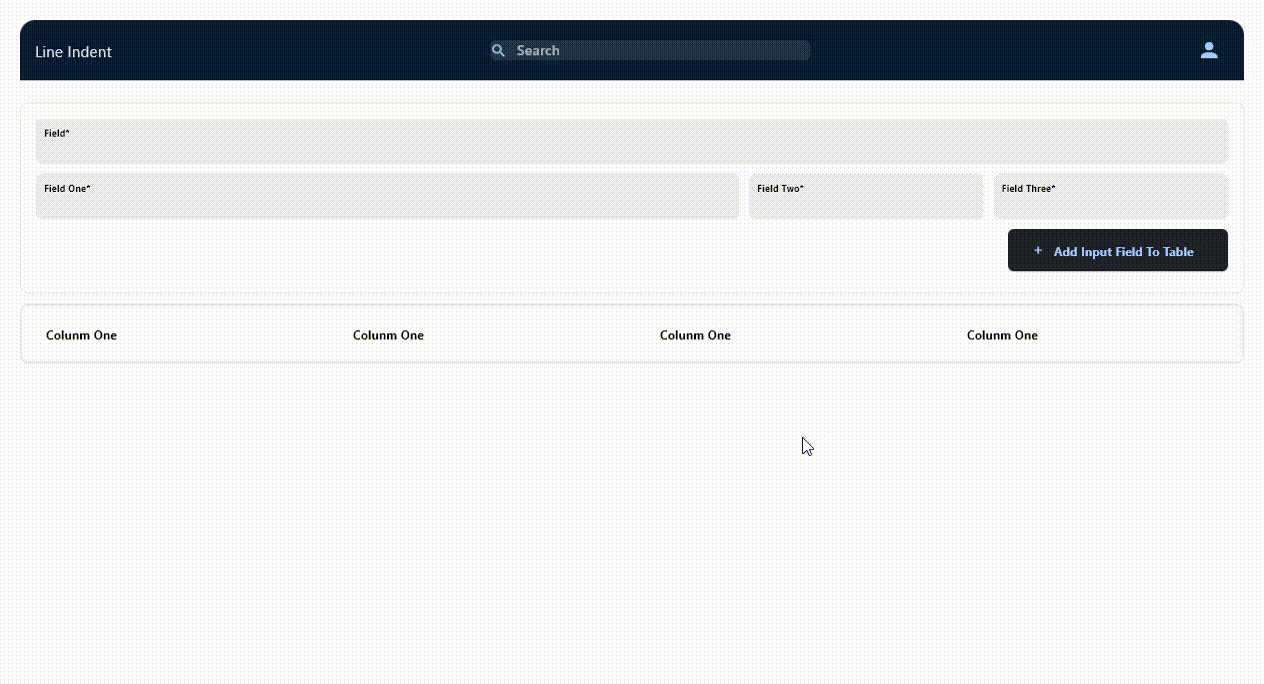 Line Indent
Search
Field*
Field One*
Field Two*
Field Three*
+ Add Input Field To Table
Colunm One
Colunm One
Colunm One
Colunm One